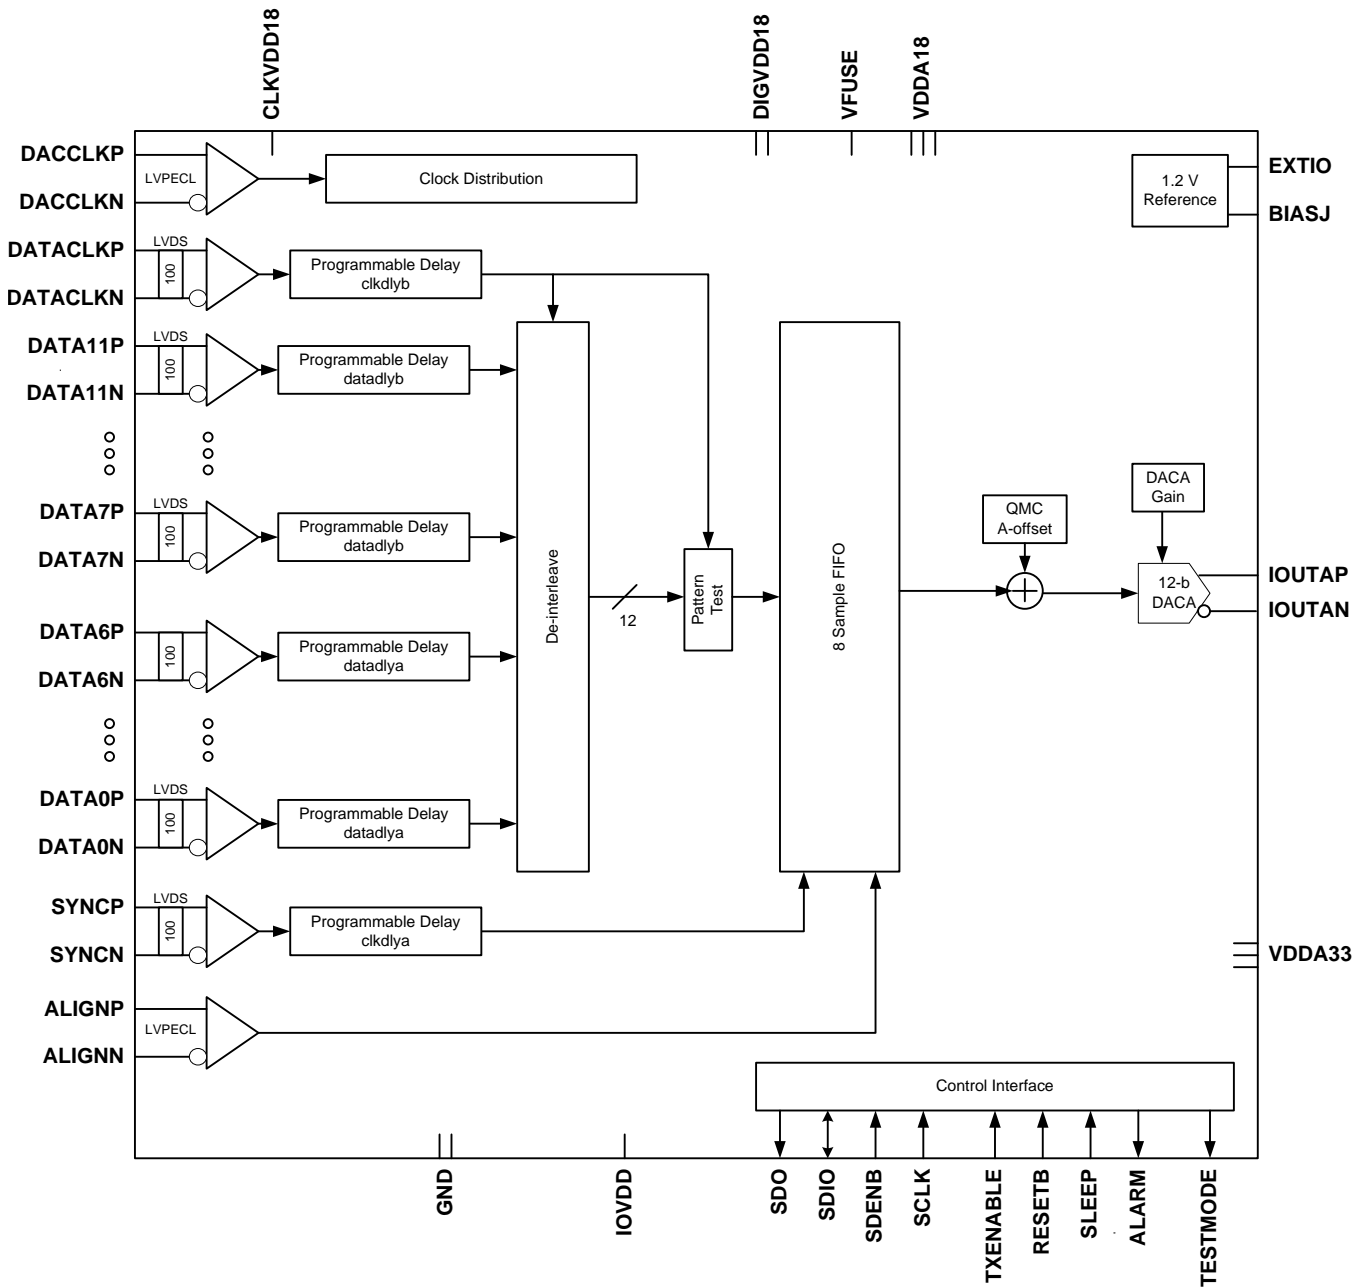 CLKVDD18
DIGVDD18
VFUSE
VDDA18
DACCLKP
LVPECL
DACCLKN
Clock Distribution
1.2 V
Reference
EXTIO
BIASJ
DATACLKP
LVDS
100
DATACLKN
Programmable Delay
clkdlyb
DATA11P
LVDS
100
DATA11N
Programmable Delay
datadlyb
DATA7P
LVDS
100
DATA7N
Programmable Delay
datadlyb
De-interleave
12
Pattern
Test
8 Sample FIFO
QMC
A-offset
DACA
Gain
12-b
DACA
IOUTAP
IOUTAN
DATA6P
100
DATA6N
Programmable Delay
datadlya
DATA0P
LVDS
100
DATA0N
Programmable Delay
datadlya
SYNCP
LVDS
100
SYNCN
Programmable Delay
clkdlya
VDDA33
ALIGNP
LVPECL
ALIGNN
Control Interface
GND
IOVDD
SDO
SDIO
SDENB
SCLK
TXENABLE
RESETB
SLEEP
ALARM
TESTMODE